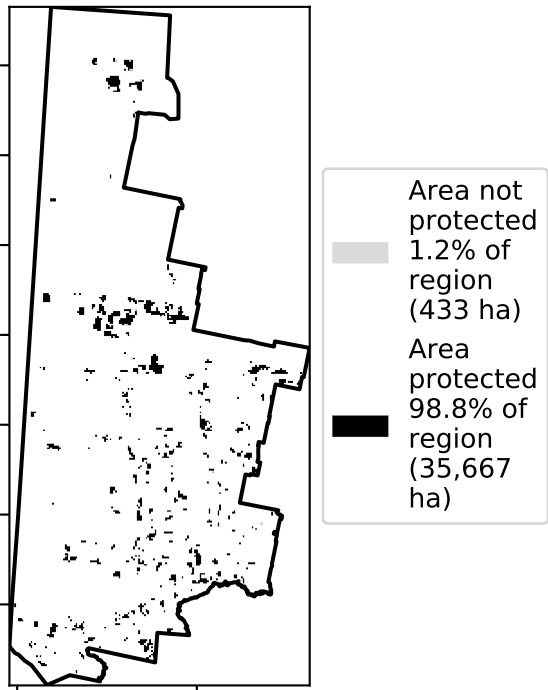 Area not
protected
1.2% of
region
(433 ha)
Area
protected
98.8% of
region
(35,667
ha)